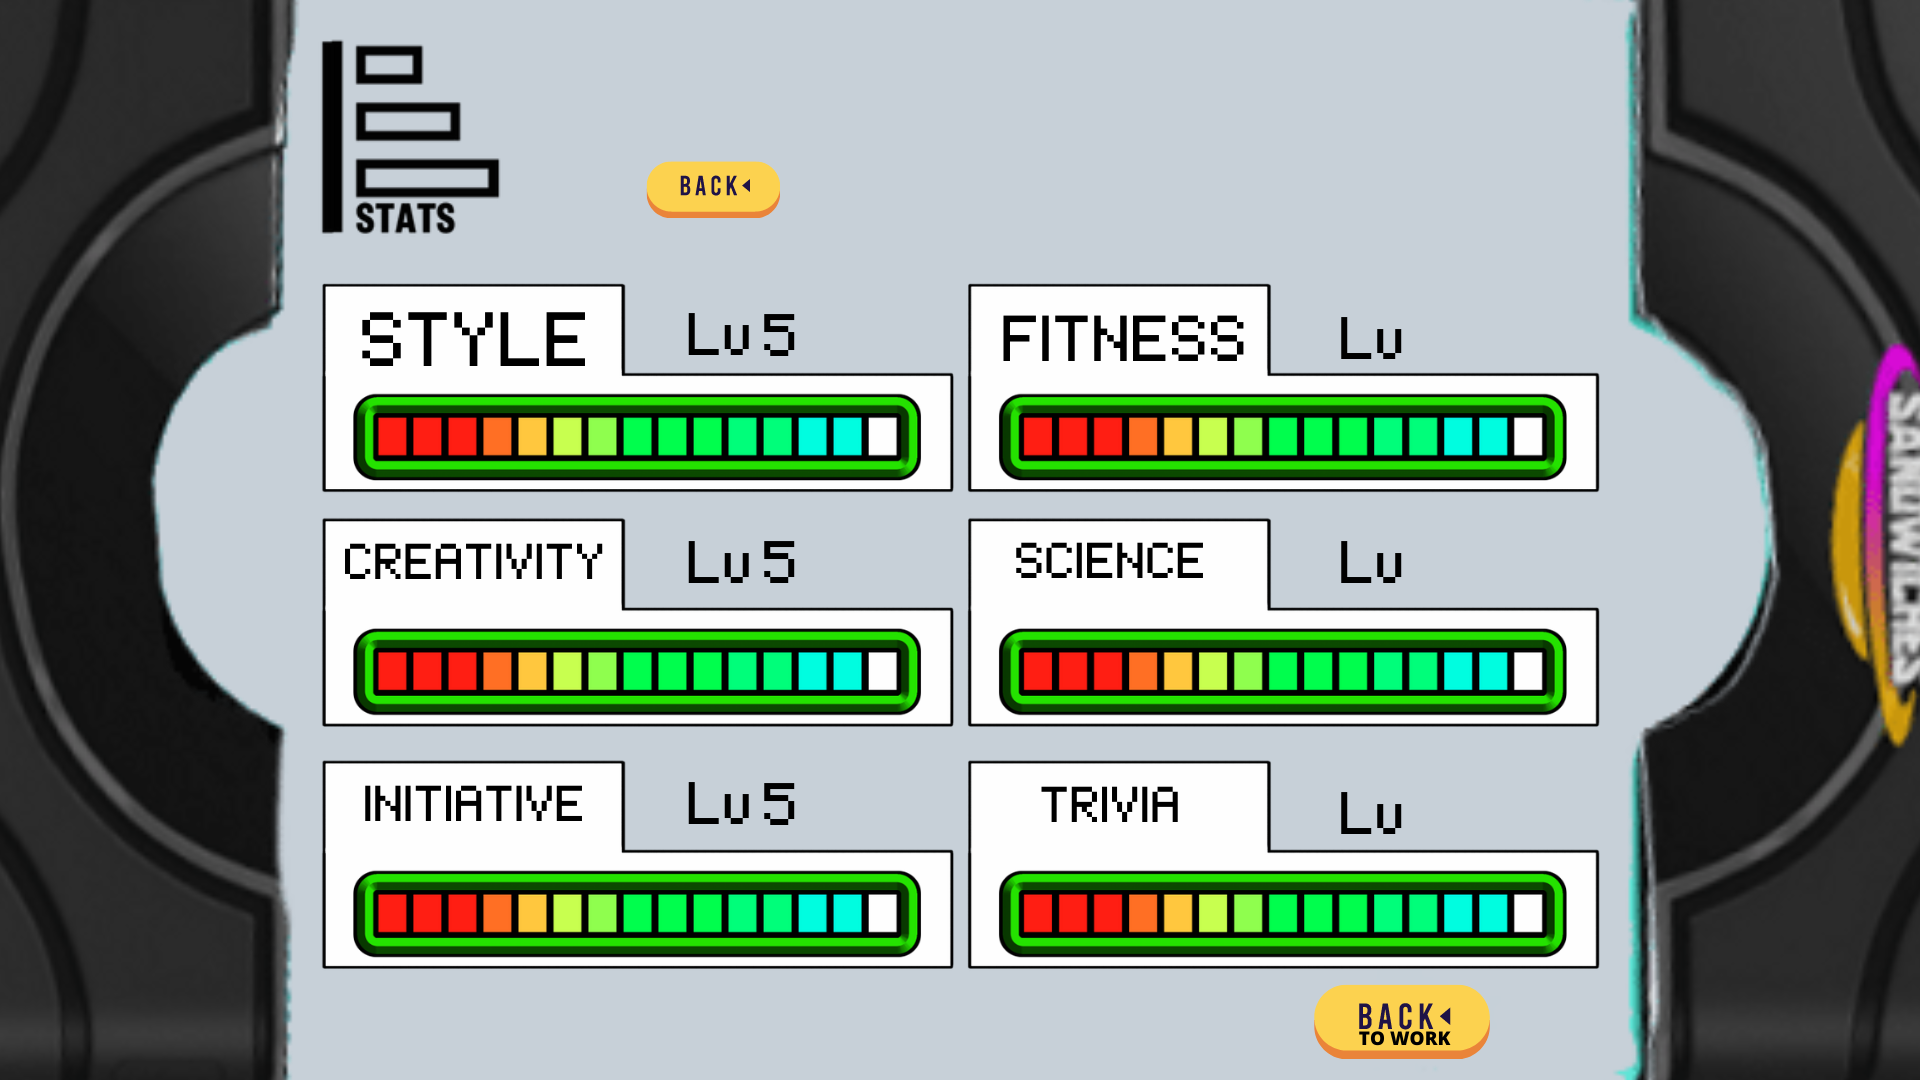 STATS
BACK
STYLE Lv 5
FITNESS Lv
CREATIVITY Lv 5
SCIENCE Lv
INITIATIVE Lv 5
TRIVIA Lv
BACK
TO WORK
SANDWICHES